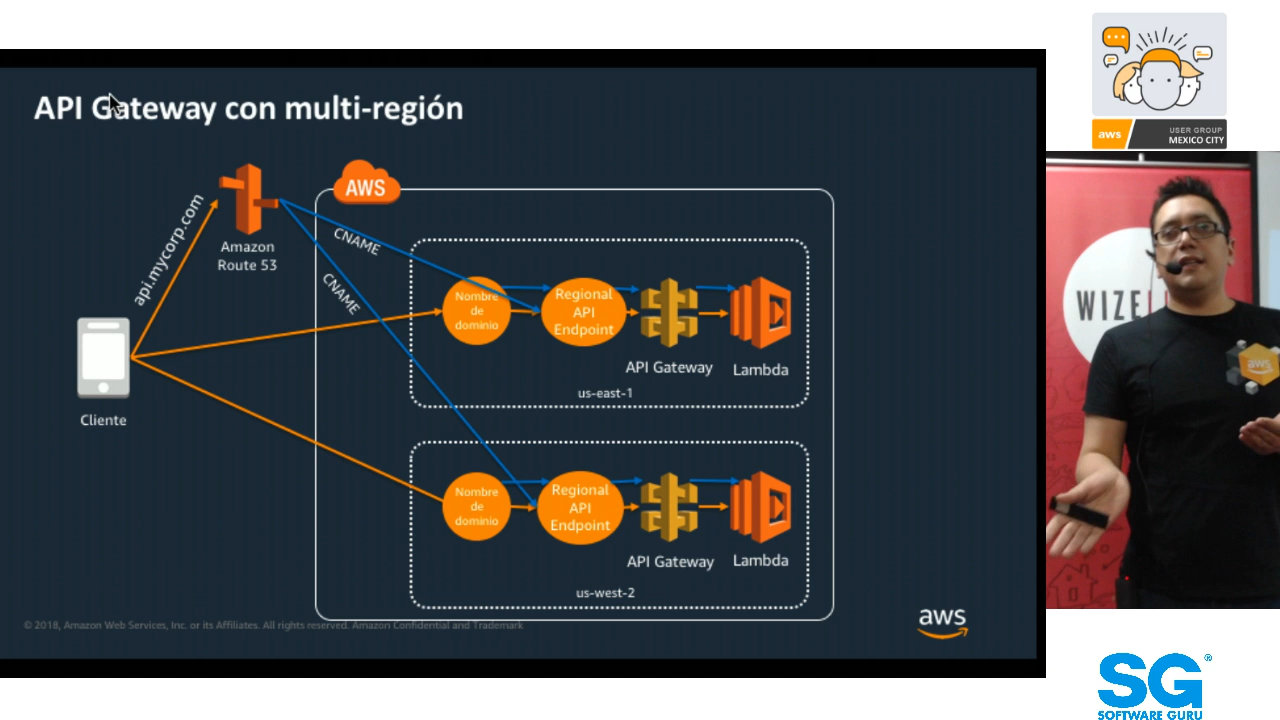 API Gateway con multi-región
AWS
api.mycorp.com
Amazon
Route 53
CNAME
CNAME
Cliente
Nombre
de
dominio
Regional
API
Endpoint
API Gateway
Lambda
us-east-1
Nombre
de
dominio
Regional
API
Endpoint
API Gateway
Lambda
us-west-2
© 2018, Amazon Web Services, Inc. or its Affiliates. All rights reserved. Amazon Confidential and Trademark
aws
aws
USER GROUP
MEXICO CITY
WIZE
aws
SG®
SOFTWARE GURU